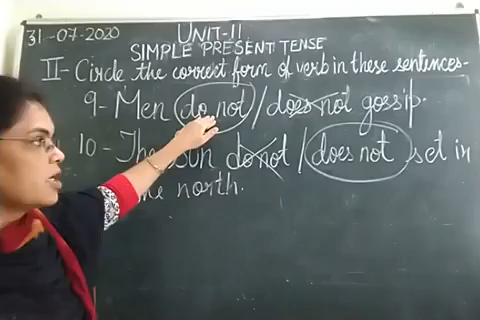 31-07-2020
UNIT-11
SIMPLE PRESENT TENSE
II- Circle the correct form of verb in these sentences-
9- Men do not / does not gossip.
10- The Sun do not / does not set in
the north.